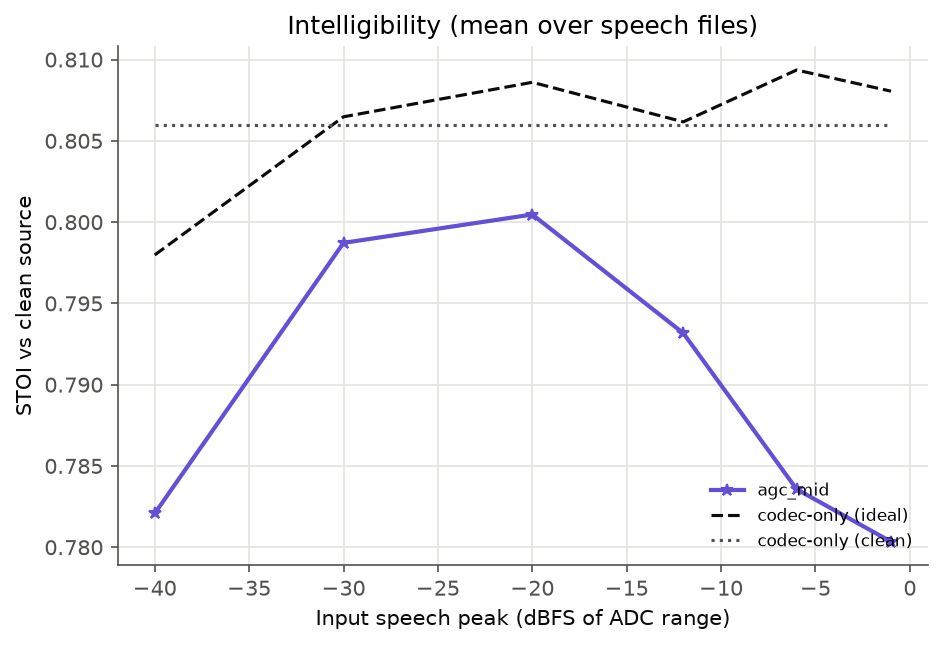 Intelligibility (mean over speech files)
STOI vs clean source
0.810
0.805
0.800
0.795
0.790
0.785
0.780
agc_mid
codec-only (ideal)
codec-only (clean)
−40 −35 −30 −25 −20 −15 −10 −5 0
Input speech peak (dBFS of ADC range)